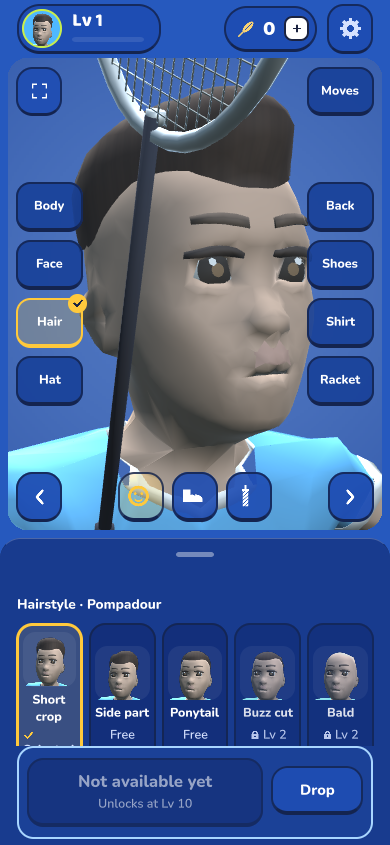 Lv 1
0
Moves
Body
Back
Face
Shoes
Hair
Shirt
Hat
Racket
Hairstyle · Pompadour
Short crop
Side part
Free
Ponytail
Free
Buzz cut
Lv 2
Bald
Lv 2
Not available yet
Unlocks at Lv 10
Drop